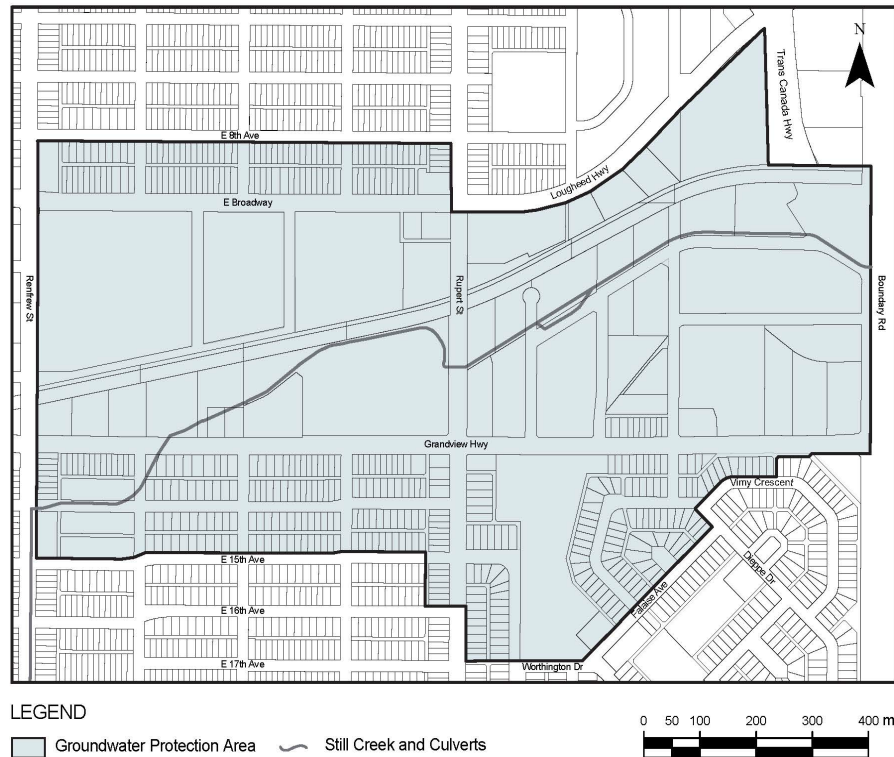 N
Trans Canada Hwy
E 8th Ave
Lougheed Hwy
E Broadway
Renfrew St
Rupert St
Boundary Rd
Grandview Hwy
Vimy Crescent
E 15th Ave
Dieppe Dr
Falaise Ave
E 16th Ave
E 17th Ave
Worthington Dr
LEGEND
Groundwater Protection Area
Still Creek and Culverts
0 50 100 200 300 400 m